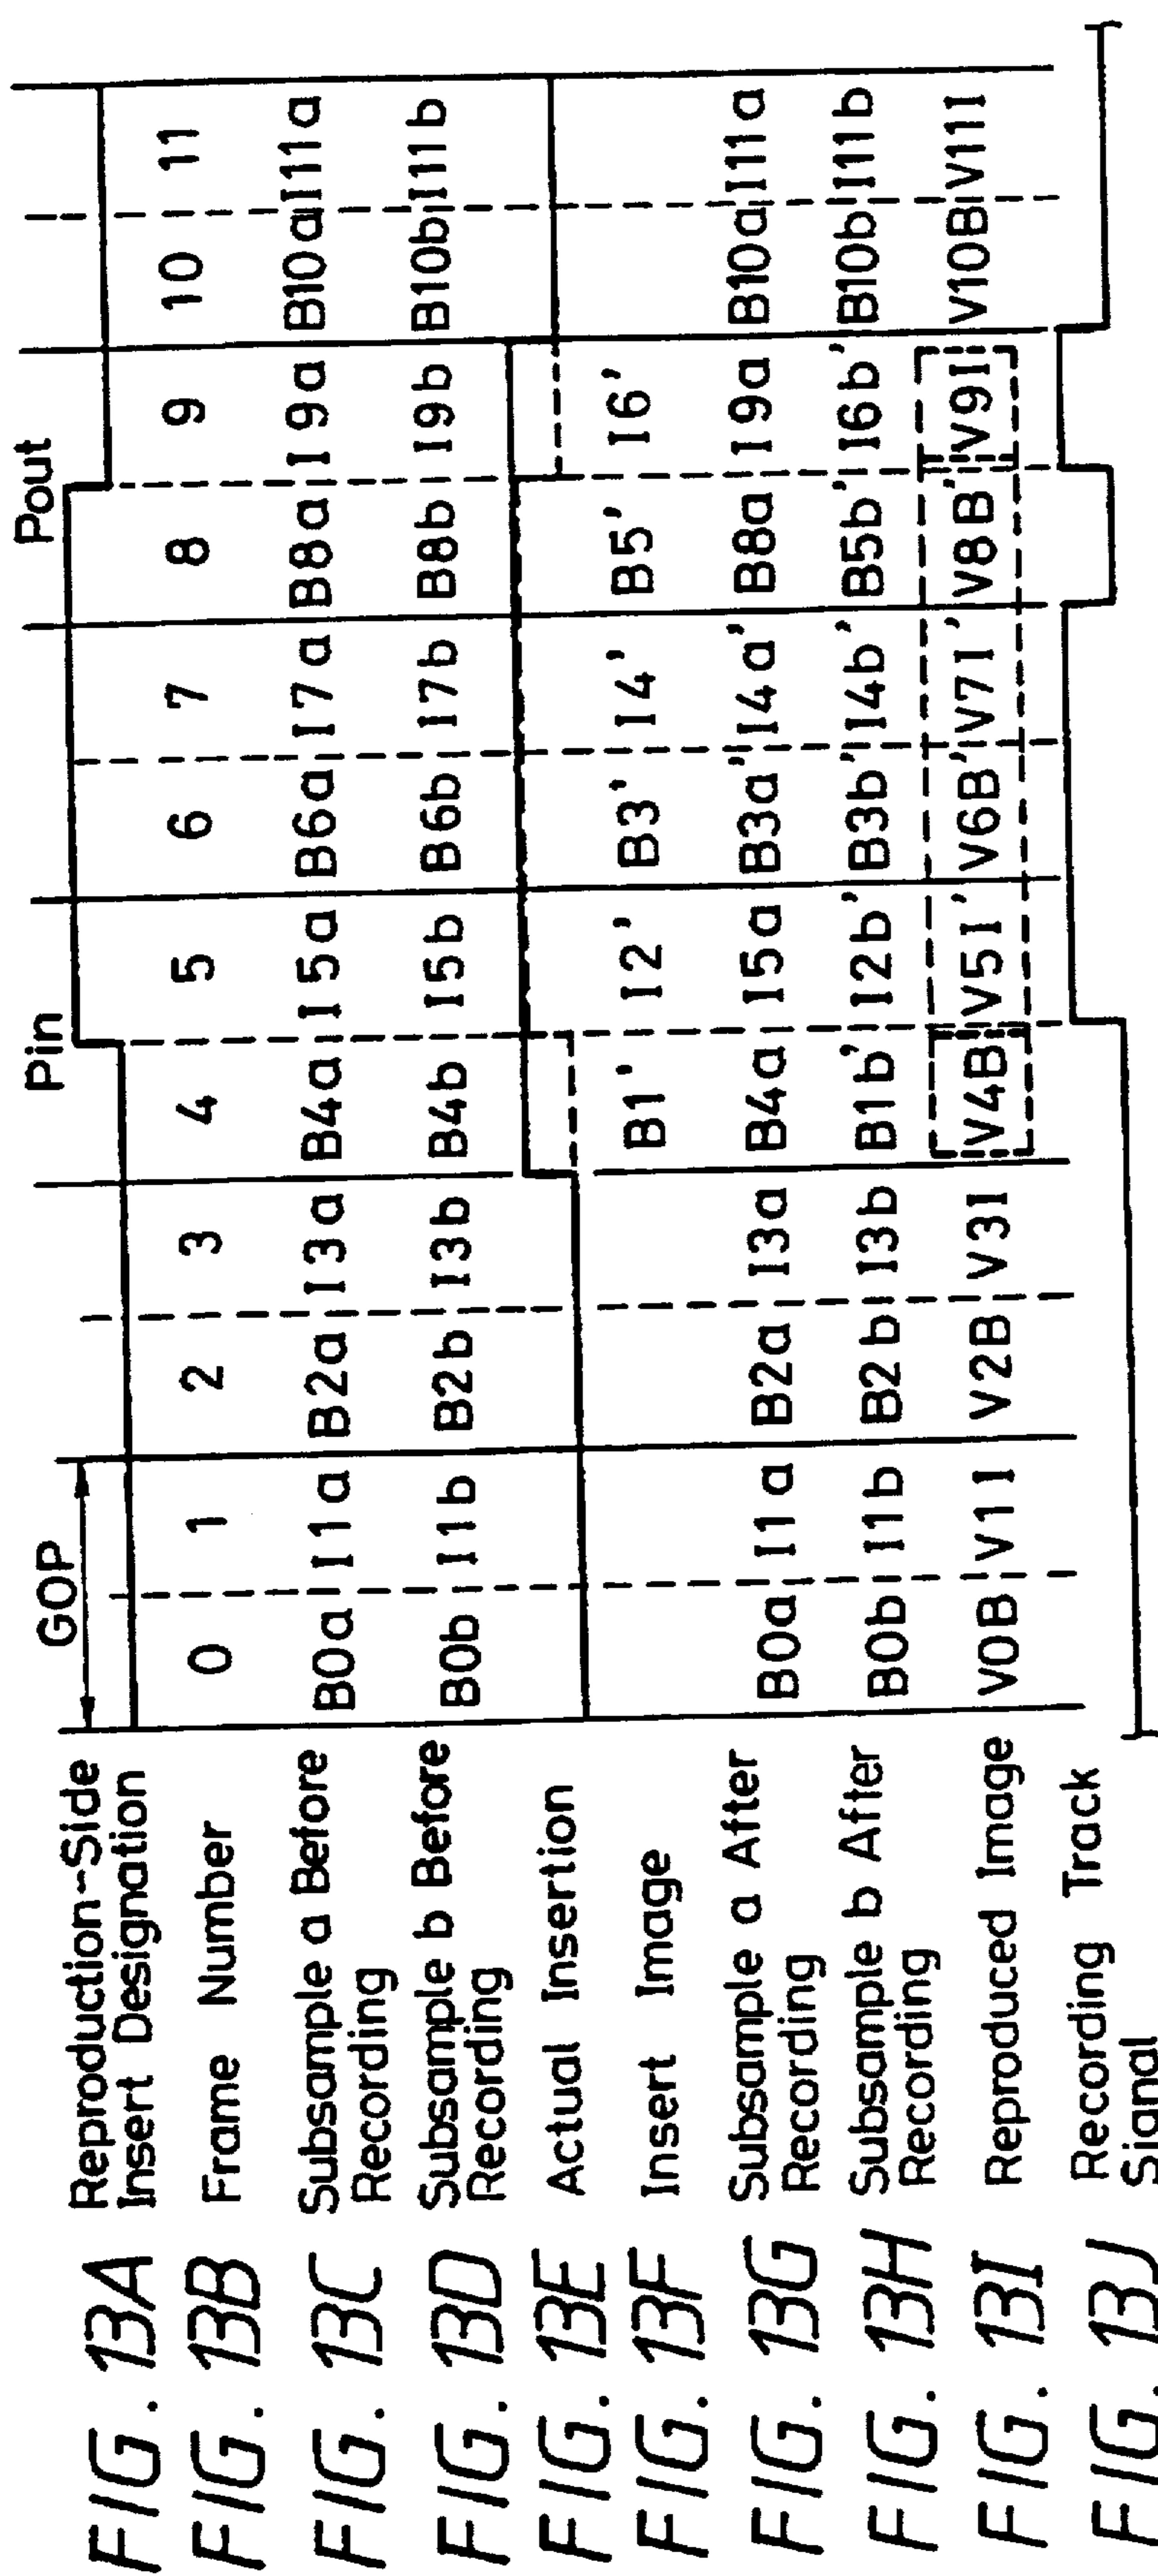 GOP Pin Pout
FIG. 13A Reproduction-Side
Insert Designation
FIG. 13B Frame Number 0 1 2 3 4 5 6 7 8 9 10 11
FIG. 13C Subsample a Before
Recording B0a I1a B2a I3a B4a I5a B6a I7a B8a I9a B10a I11a
FIG. 13D Subsample b Before
Recording B0b I1b B2b I3b B4b I5b B6b I7b B8b I9b B10b I11b
FIG. 13E Actual Insertion
FIG. 13F Insert Image B1' I2' B3' I4' B5' I6'
FIG. 13G Subsample a After
Recording B0a I1a B2a I3a B4a I5a B3a' I4a' B8a I9a B10a I11a
FIG. 13H Subsample b After
Recording B0b I1b B2b I3b B1b' I2b' B3b' I4b' B5b' I6b' B10b I11b
FIG. 13I Reproduced Image V0B V1I V2B V3I V4B V5I' V6B' V7I' V8B' V9I V10B V11I
FIG. 13J Recording Track
Signal